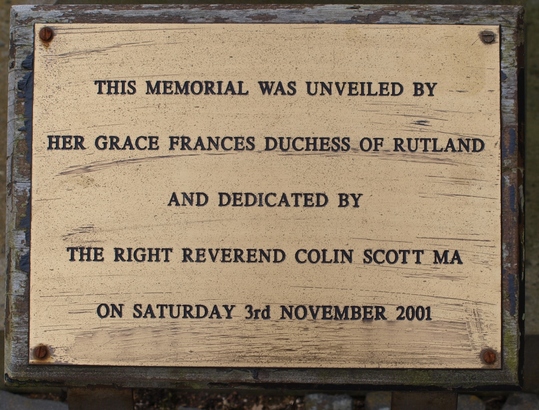 THIS MEMORIAL WAS UNVEILED BY
HER GRACE FRANCES DUCHESS OF RUTLAND
AND DEDICATED BY
THE RIGHT REVEREND COLIN SCOTT MA
ON SATURDAY 3rd NOVEMBER 2001